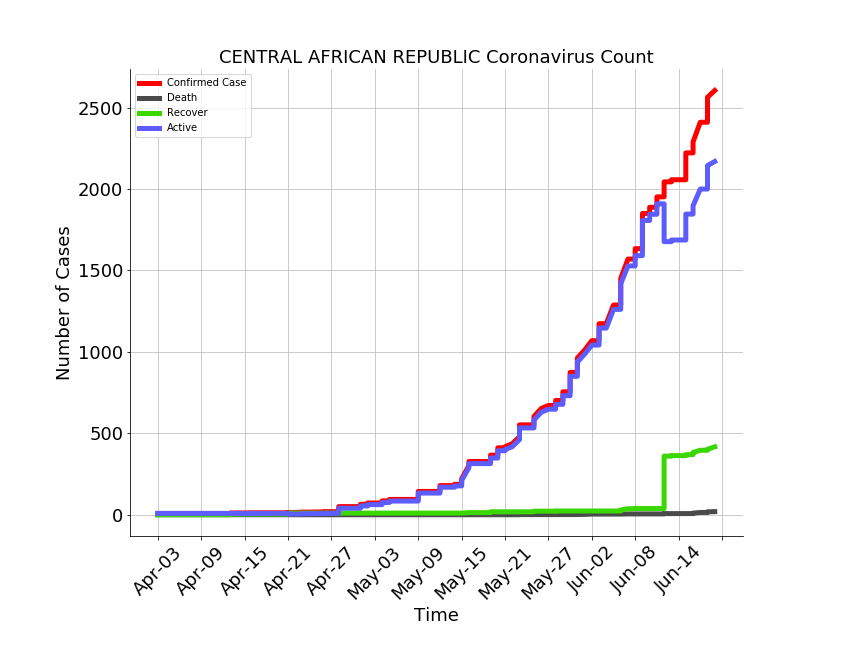 CENTRAL AFRICAN REPUBLIC Coronavirus Count
Confirmed Case
Death
Recover
Active
Number of Cases
2500
2000
1500
1000
500
0
Apr-03
Apr-09
Apr-15
Apr-21
Apr-27
May-03
May-09
May-15
May-21
May-27
Jun-02
Jun-08
Jun-14
Time